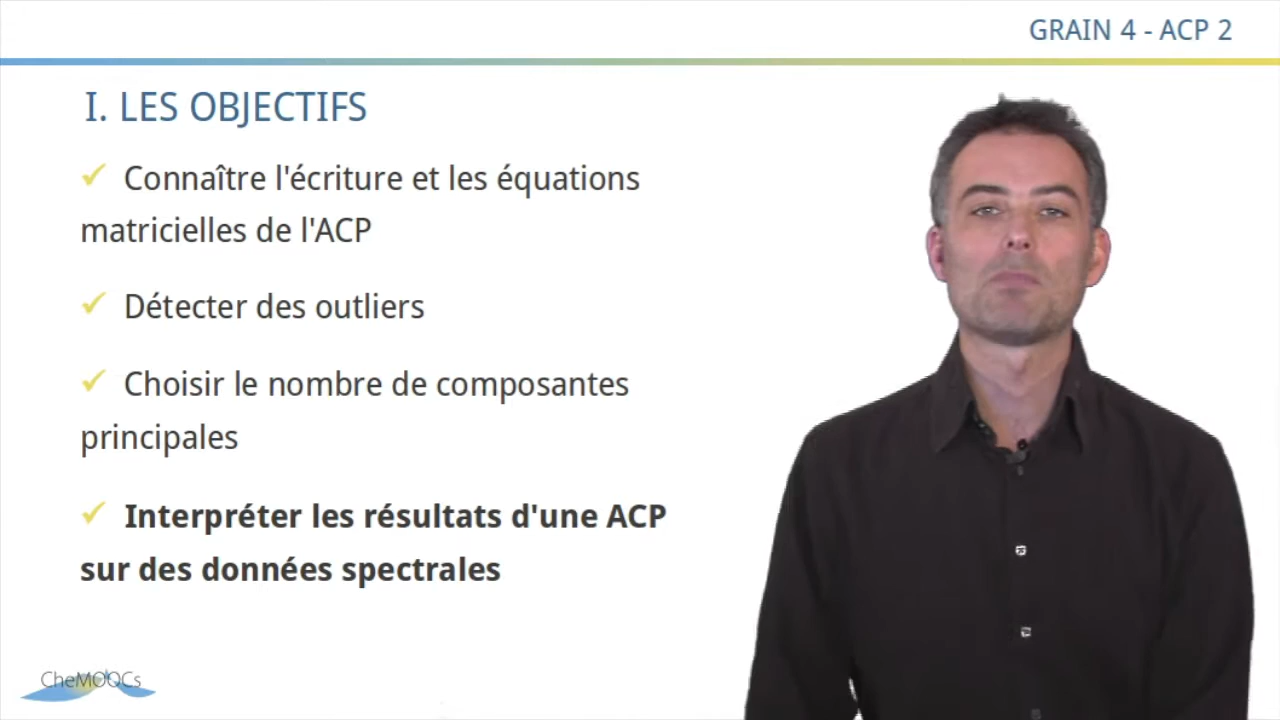 GRAIN 4 - ACP 2
I. LES OBJECTIFS
✓ Connaître l'écriture et les équations
matricielles de l'ACP
✓ Détecter des outliers
✓ Choisir le nombre de composantes
principales
✓ Interpréter les résultats d'une ACP
sur des données spectrales
CheMOOCs